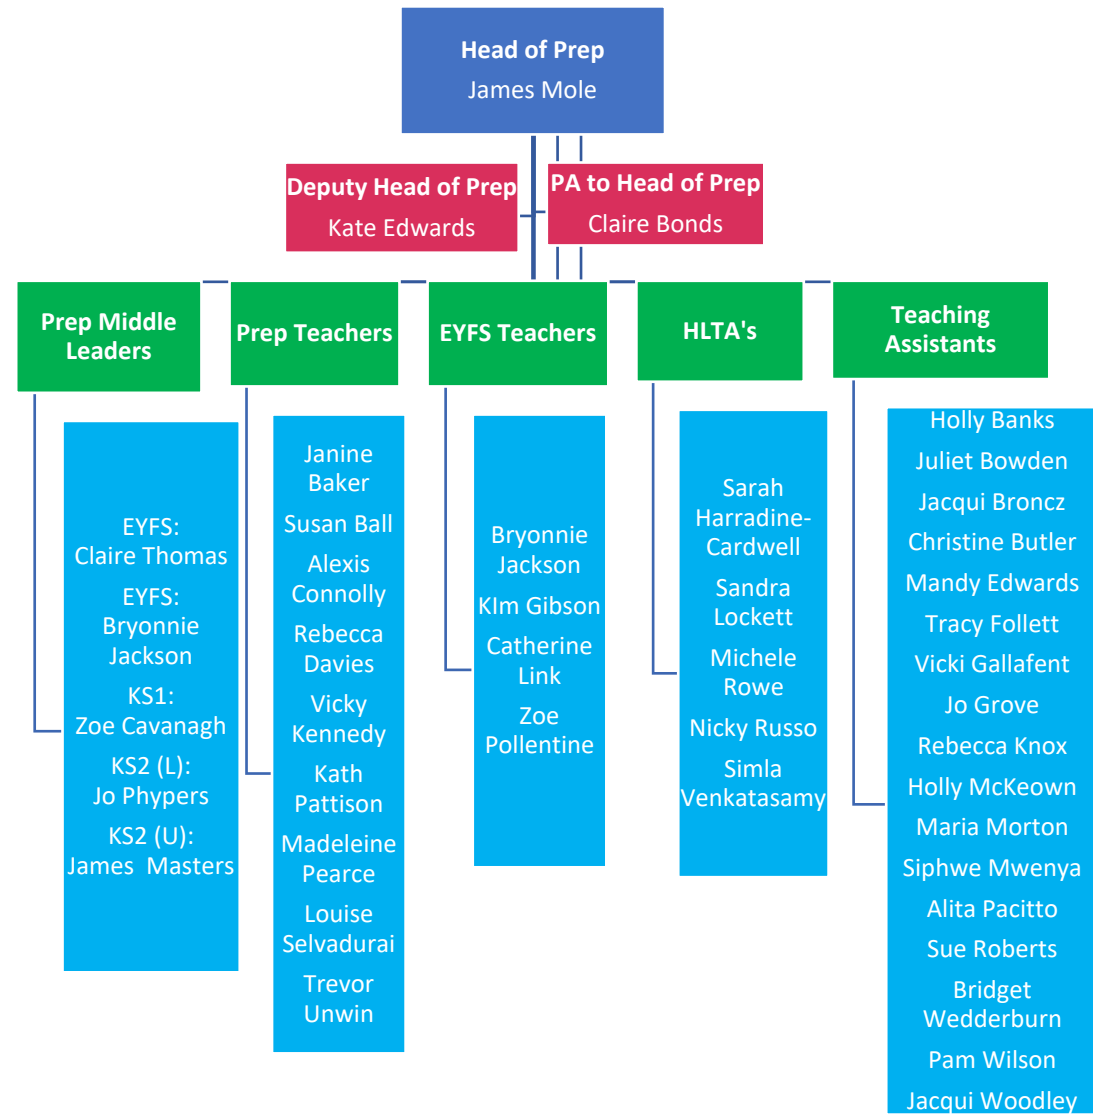 Head of Prep
James Mole
Deputy Head of Prep
Kate Edwards
PA to Head of Prep
Claire Bonds
Prep Middle
Leaders
EYFS:
Claire Thomas
EYFS:
Bryonnie
Jackson
KS1:
Zoe Cavanagh
KS2 (L):
Jo Phypers
KS2 (U):
James  Masters
Prep Teachers
Janine
Baker
Susan Ball
Alexis
Connolly
Rebecca
Davies
Vicky
Kennedy
Kath
Pattison
Madeleine
Pearce
Louise
Selvadurai
Trevor
Unwin
EYFS Teachers
Bryonnie
Jackson
KIm Gibson
Catherine
Link
Zoe
Pollentine
HLTA's
Sarah
Harradine-
Cardwell
Sandra
Lockett
Michele
Rowe
Nicky Russo
Simla
Venkatasamy
Teaching
Assistants
Holly Banks
Juliet Bowden
Jacqui Broncz
Christine Butler
Mandy Edwards
Tracy Follett
Vicki Gallafent
Jo Grove
Rebecca Knox
Holly McKeown
Maria Morton
Siphwe Mwenya
Alita Pacitto
Sue Roberts
Bridget
Wedderburn
Pam Wilson
Jacqui Woodley